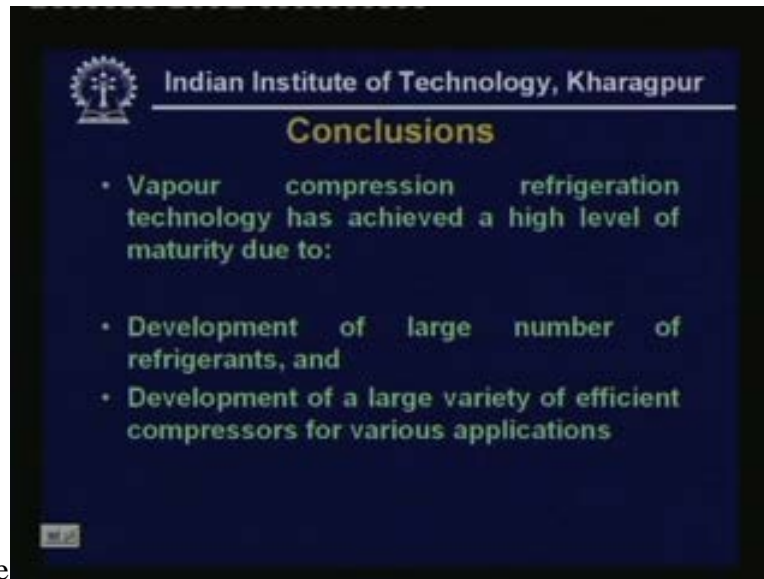 Indian Institute of Technology, Kharagpur
Conclusions
• Vapour compression refrigeration
technology has achieved a high level of
maturity due to:
• Development of large number of
refrigerants, and
• Development of a large variety of efficient
compressors for various applications
e